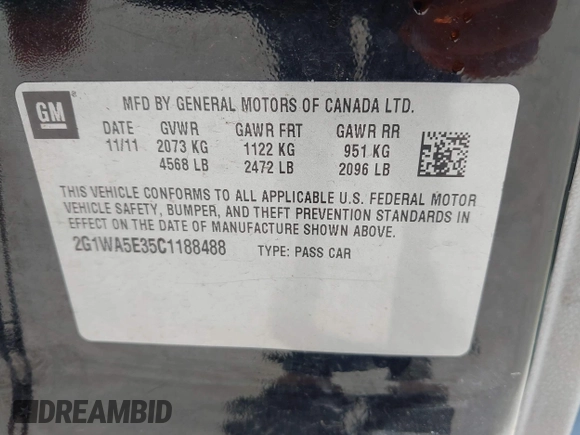 GM
MFD BY GENERAL MOTORS OF CANADA LTD.
DATE GVWR GAWR FRT GAWR RR
11/11 2073 KG 1122 KG 951 KG
4568 LB 2472 LB 2096 LB
THIS VEHICLE CONFORMS TO ALL APPLICABLE U.S. FEDERAL MOTOR
VEHICLE SAFETY, BUMPER, AND THEFT PREVENTION STANDARDS IN
EFFECT ON THE DATE OF MANUFACTURE SHOWN ABOVE.
2G1WA5E35C1188488 TYPE: PASS CAR
DREAMBID